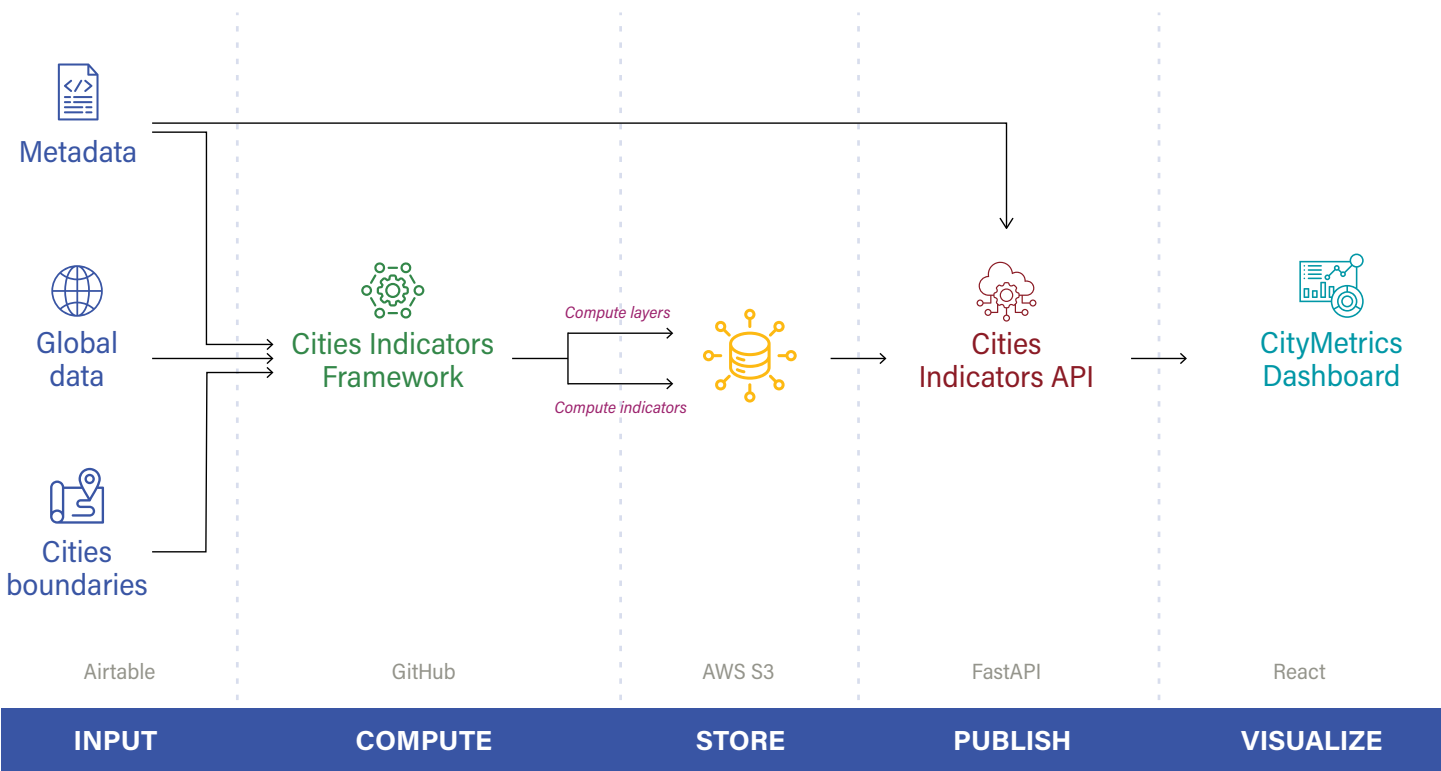 </>
Metadata
Global
data
Cities
boundaries
Cities Indicators
Framework
Compute layers
Compute indicators
Cities
Indicators API
CityMetrics
Dashboard
Airtable
GitHub
AWS S3
FastAPI
React
INPUT
COMPUTE
STORE
PUBLISH
VISUALIZE